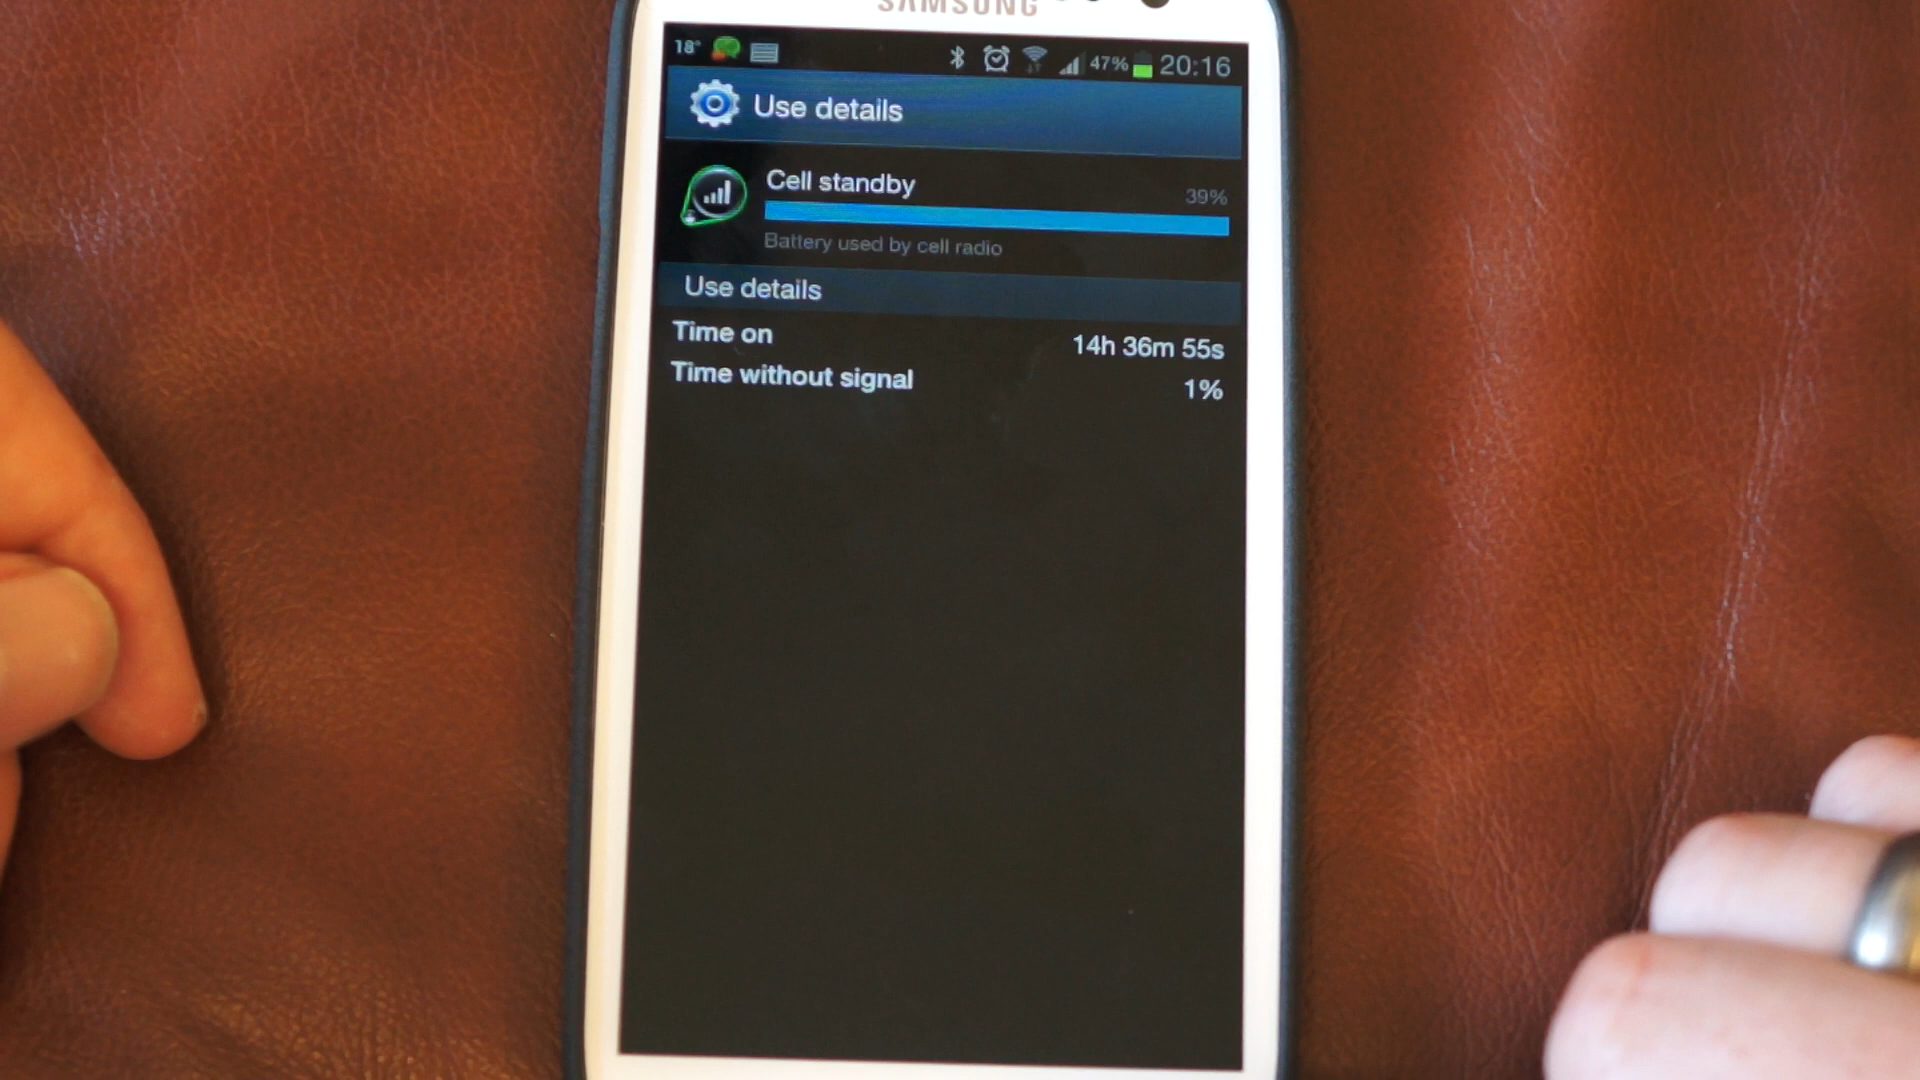 SAMSUNG
18° 47% 20:16
Use details
Cell standby 39%
Battery used by cell radio
Use details
Time on 14h 36m 55s
Time without signal 1%